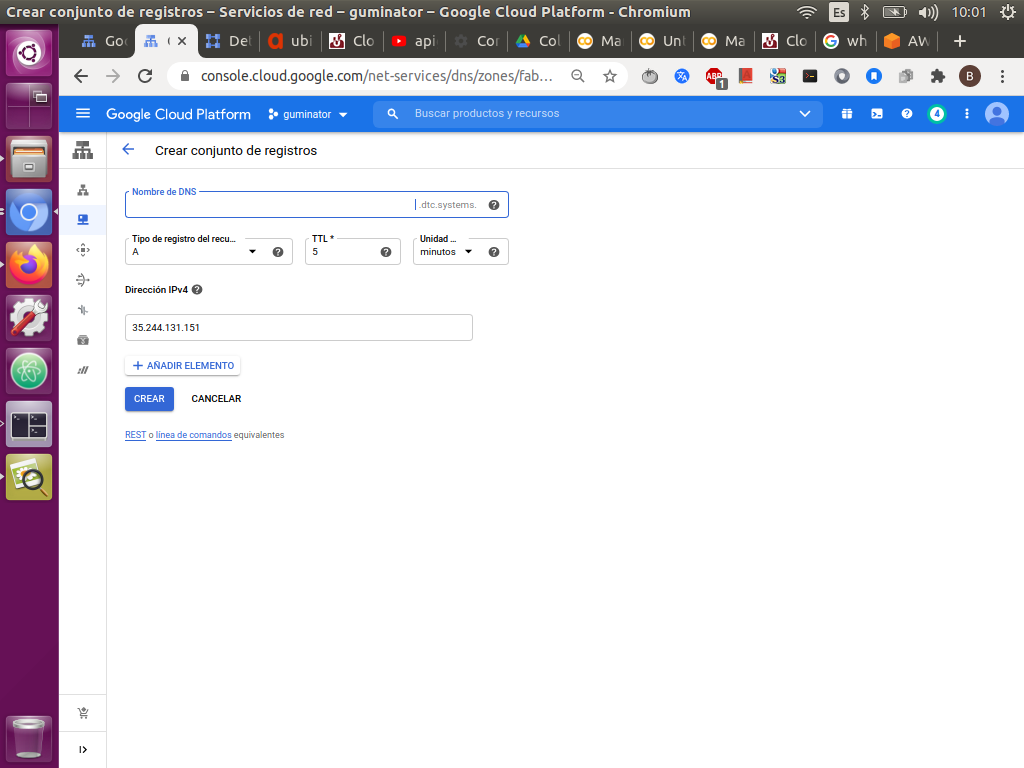 Crear conjunto de registros – Servicios de red – guminator – Google Cloud Platform - Chromium
Es
10:01
Go
(
Del
ubi
Clo
api
Cor
Col
Ma
Unt
Ma
Clo
wh
AW
console.cloud.google.com/net-services/dns/zones/fab...
ABP
1
S3
B
Google Cloud Platform
guminator
Buscar productos y recursos
4
Crear conjunto de registros
Nombre de DNS
.dtc.systems.
Tipo de registro del recu...
A
TTL *
5
Unidad ...
minutos
Dirección IPv4
35.244.131.151
AÑADIR ELEMENTO
CREAR
CANCELAR
REST o línea de comandos equivalentes